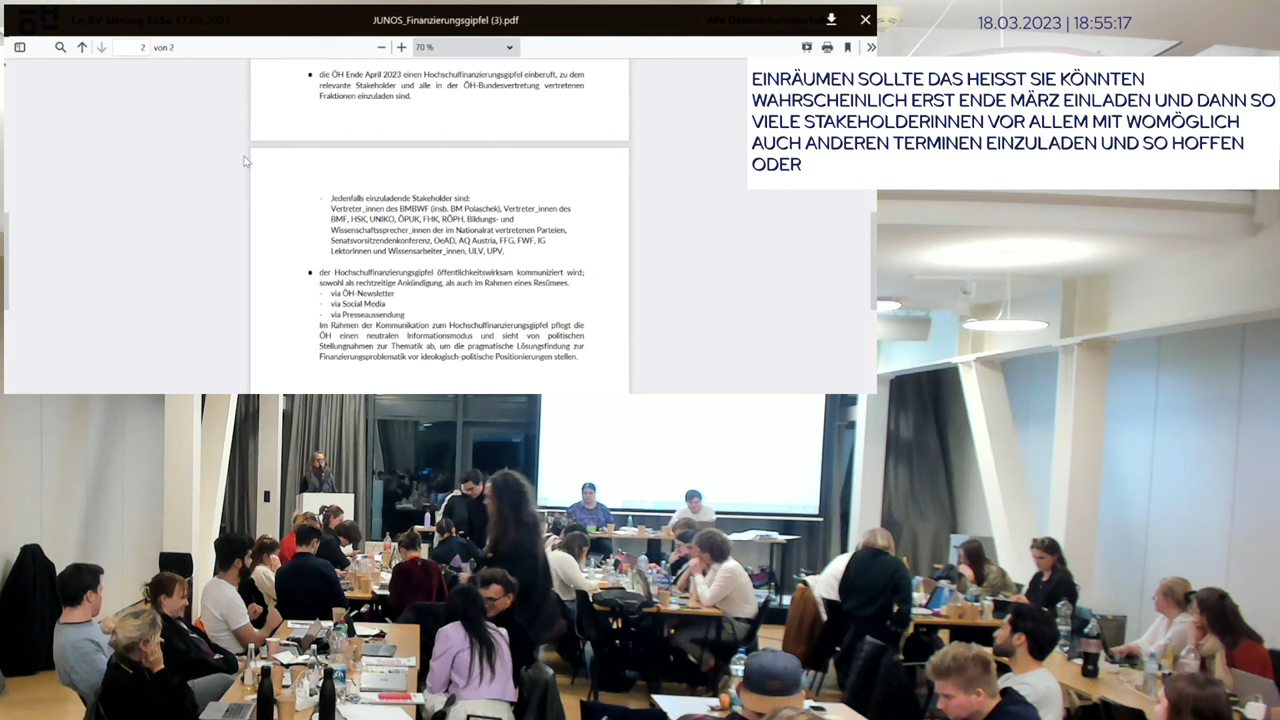 1.o BV Sitzung SoSe 17.03.2023
JUNOS_Finanzierungsgipfel (3).pdf
18.03.2023 | 18:55:17
2 von 2
70 %
EINRÄUMEN SOLLTE DAS HEISST SIE KÖNNTEN
WAHRSCHEINLICH ERST ENDE MÄRZ EINLADEN UND DANN SO
VIELE STAKEHOLDERINNEN VOR ALLEM MIT WOMÖGLICH
AUCH ANDEREN TERMINEN EINZULADEN UND SO HOFFEN
ODER
● die ÖH Ende April 2023 einen Hochschulfinanzierungsgipfel einberuft, zu dem
relevante Stakeholder und alle in der ÖH-Bundesvertretung vertretenen
Fraktionen einzuladen sind.
- Jedenfalls einzuladende Stakeholder sind:
Vertreter_innen des BMBWF (insb. BM Polaschek), Vertreter_innen des
BMF, HSK, UNIKO, ÖPUK, FHK, RÖPH, Bildungs- und
Wissenschaftssprecher_innen der im Nationalrat vertretenen Parteien,
Senatsvorsitzendenkonferenz, OeAD, AQ Austria, FFG, FWF, IG
LektorInnen und Wissensarbeiter_innen, ULV, UPV,
● der Hochschulfinanzierungsgipfel öffentlichkeitswirksam kommuniziert wird;
sowohl als rechtzeitige Ankündigung, als auch im Rahmen eines Resümees.
- via ÖH-Newsletter
- via Social Media
- via Presseaussendung
Im Rahmen der Kommunikation zum Hochschulfinanzierungsgipfel pflegt die
ÖH einen neutralen Informationsmodus und sieht von politischen
Stellungnahmen zur Thematik ab, um die pragmatische Lösungsfindung zur
Finanzierungsproblematik vor ideologisch-politische Positionierungen stellen.